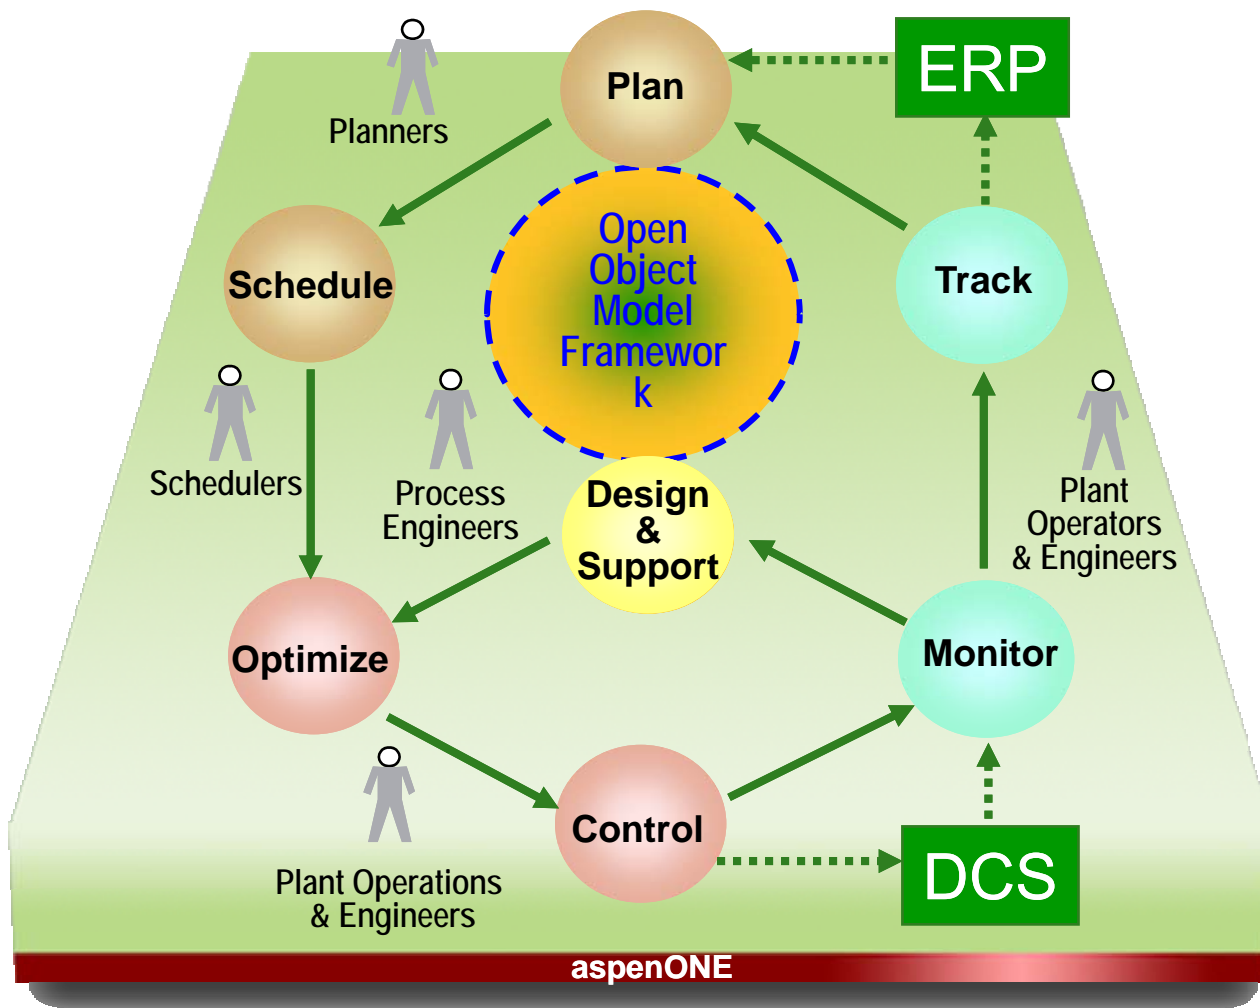 Plan
ERP
Planners
Open
Object
Model
Framewor
k
Schedule
Track
Schedulers
Process
Engineers
Design
&
Support
Plant
Operators
& Engineers
Optimize
Monitor
Control
DCS
Plant Operations
& Engineers
aspenONE